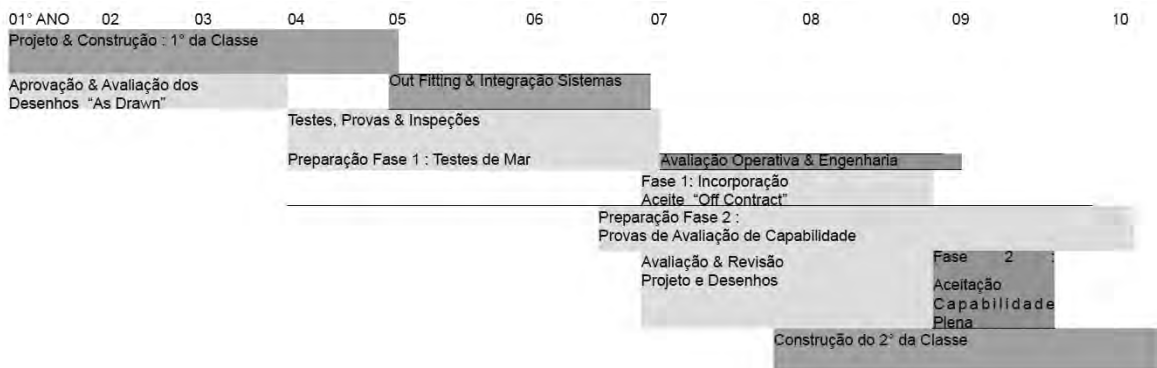 01° ANO 02 03 04 05 06 07 08 09 10
Projeto & Construção : 1° da Classe
Aprovação & Avaliação dos
Desenhos “As Drawn”
Out Fitting & Integração Sistemas
Testes, Provas & Inspeções
Preparação Fase 1 : Testes de Mar
Avaliação Operativa & Engenharia
Fase 1: Incorporação
Aceite “Off Contract”
Preparação Fase 2 :
Provas de Avaliação de Capabilidade
Avaliação & Revisão
Projeto e Desenhos
Fase 2 :
Aceitação
Capabilidade
Plena
Construção do 2° da Classe